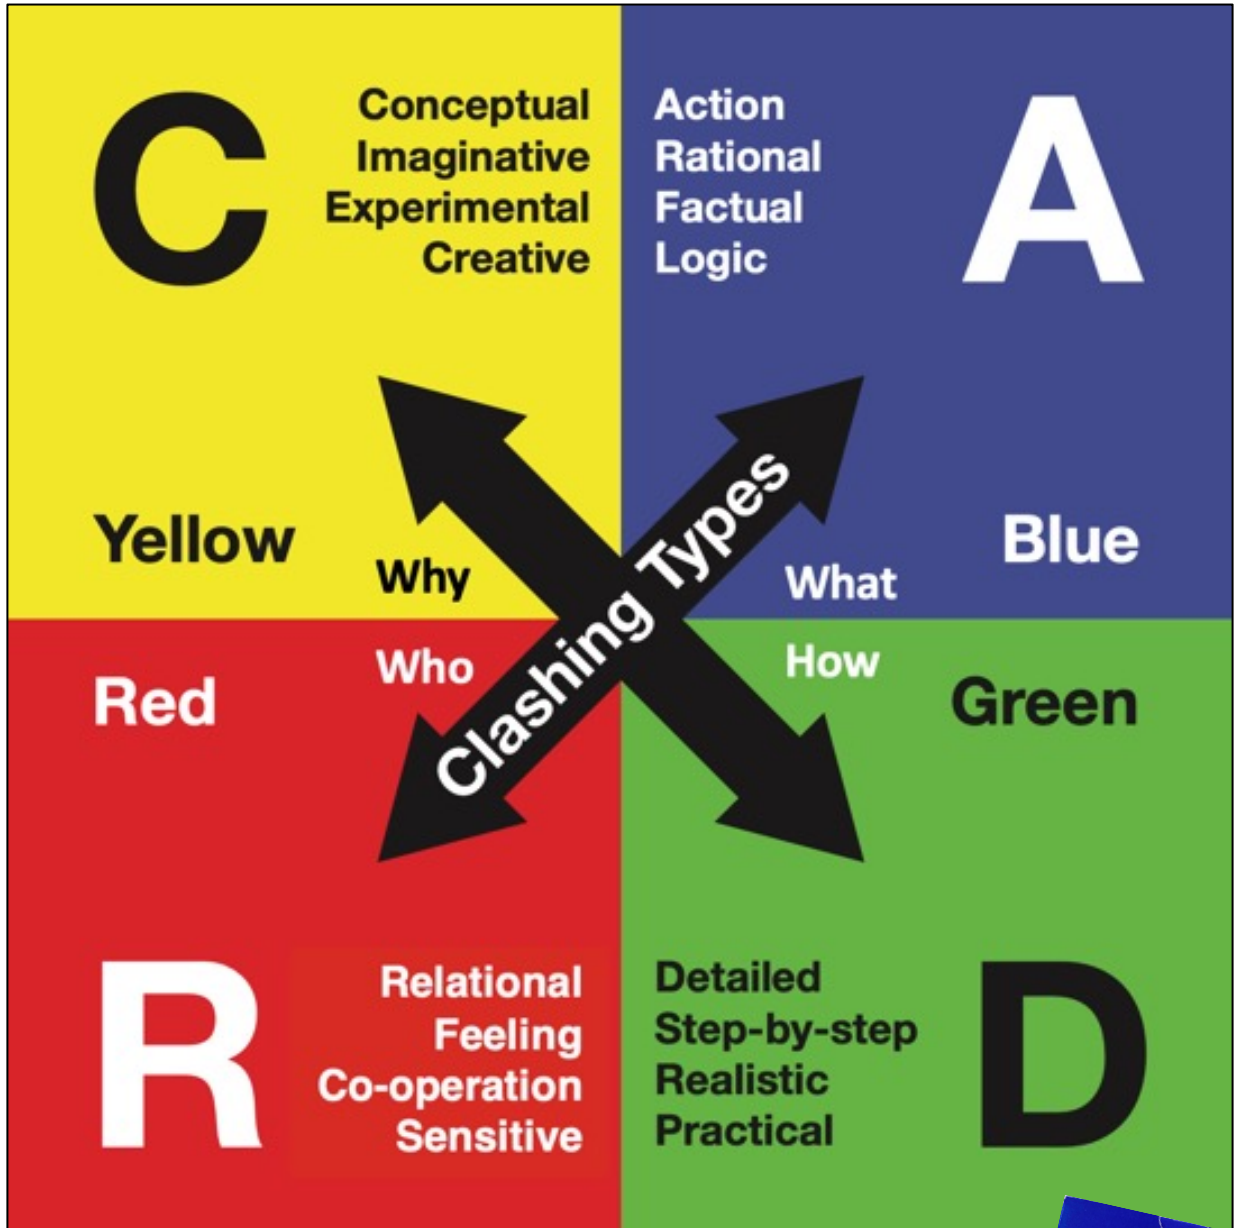 C
Conceptual
Imaginative
Experimental
Creative
Yellow
Why
Action
Rational
Factual
Logic
A
Blue
What
Clashing Types
Red
Who
R
Relational
Feeling
Co-operation
Sensitive
How
Green
Detailed
Step-by-step
Realistic
Practical
D